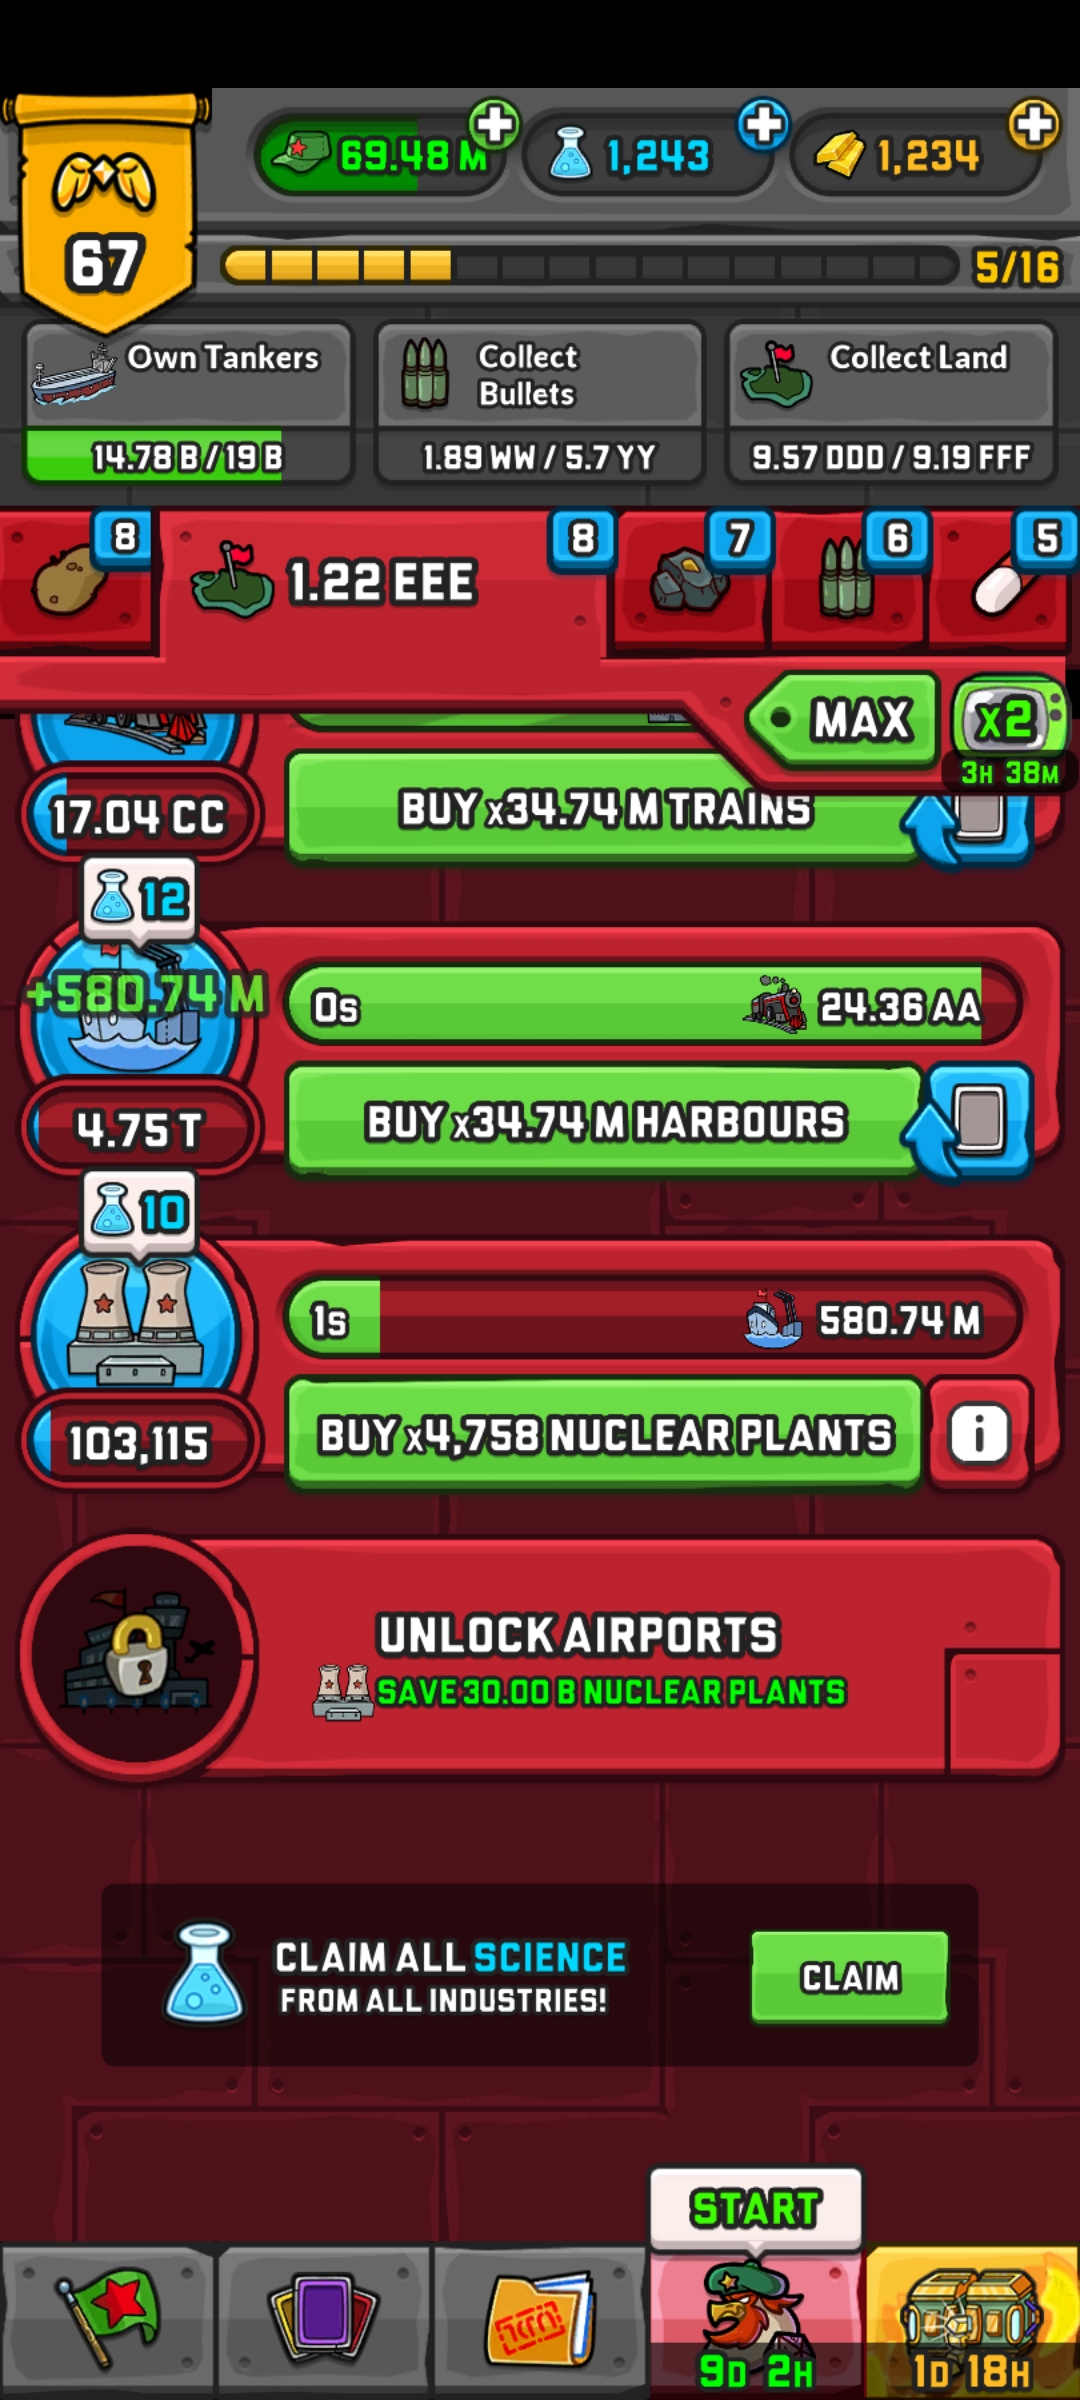 69.48 M
1,243
1,234
67
5/16
Own Tankers
14.78 B / 19 B
Collect
Bullets
1.89 WW / 5.7 YY
Collect Land
9.57 DDD / 9.19 FFF
8
1.22 EEE
8
7
6
5
MAX
x2
3H 38M
17.04 CC
BUY x34.74 M TRAINS
12
+580.74 M
0s
24.36 AA
4.75 T
BUY x34.74 M HARBOURS
10
1s
580.74 M
103,115
BUY x4,758 NUCLEAR PLANTS
i
UNLOCK AIRPORTS
SAVE 30.00 B NUCLEAR PLANTS
CLAIM ALL SCIENCE
FROM ALL INDUSTRIES!
CLAIM
START
9D 2H
1D 18H